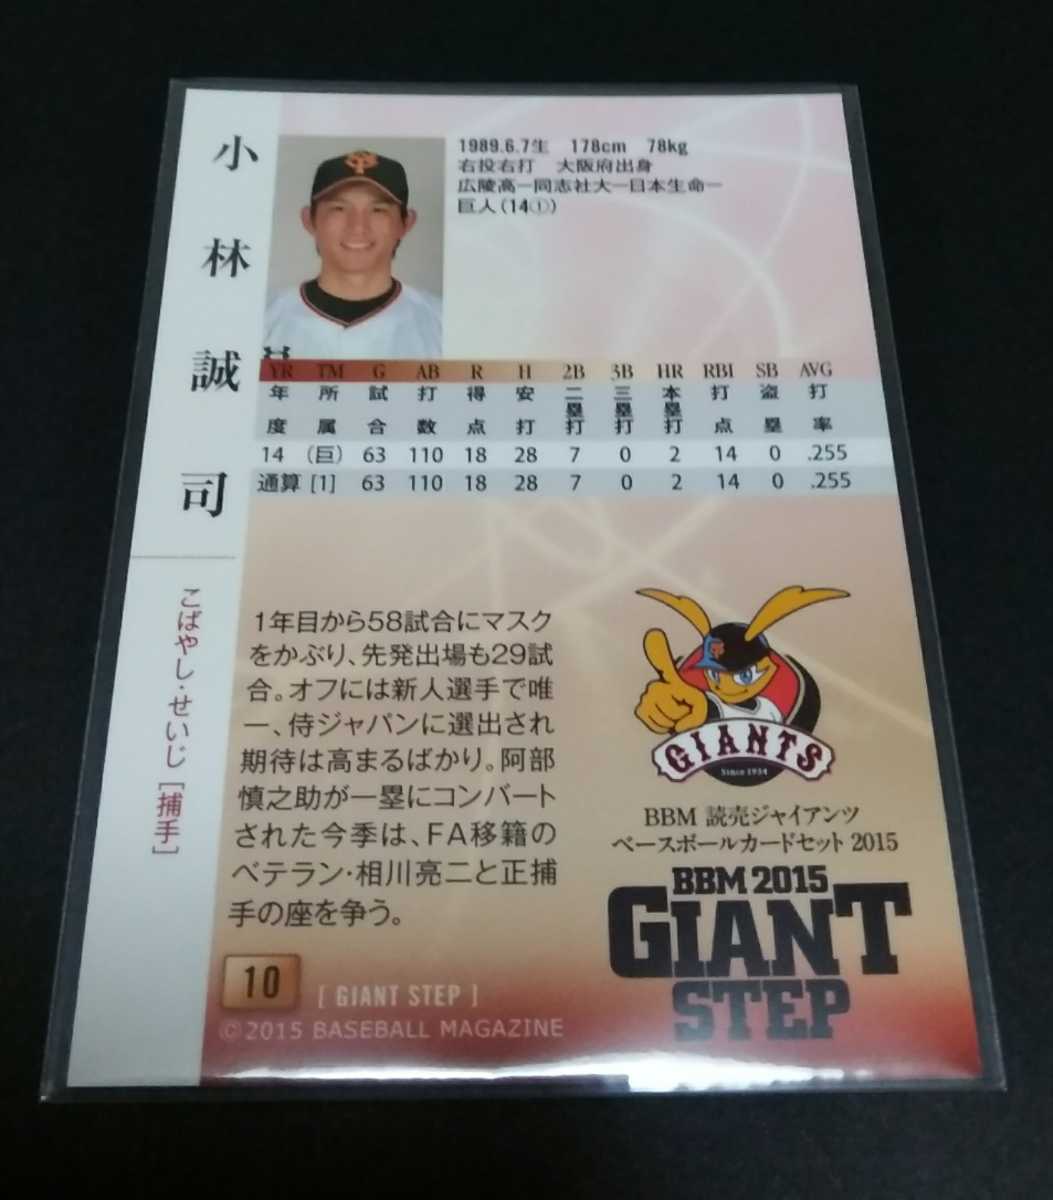 小林誠司
こばやし・せいじ [捕手]
1989.6.7生 178cm 78kg
右投右打 大阪府出身
広陵高ー同志社大ー日本生命ー
巨人(14①)
YR TM G AB R H 2B 3B HR RBI SB AVG
年度 所属 試合 打数 得点 安打 二塁打 三塁打 本塁打 打点 盗塁 打率
14 (巨) 63 110 18 28 7 0 2 14 0 .255
通算 [1] 63 110 18 28 7 0 2 14 0 .255
1年目から58試合にマスク
をかぶり、先発出場も29試
合。オフには新人選手で唯
一、侍ジャパンに選出され
期待は高まるばかり。阿部
慎之助が一塁にコンバート
された今季は、FA移籍の
ベテラン・相川亮二と正捕
手の座を争う。
GIANTS
Since 1934
BBM 読売ジャイアンツ
ベースボールカードセット 2015
BBM 2015
GIANT
STEP
10 [ GIANT STEP ]
©2015 BASEBALL MAGAZINE